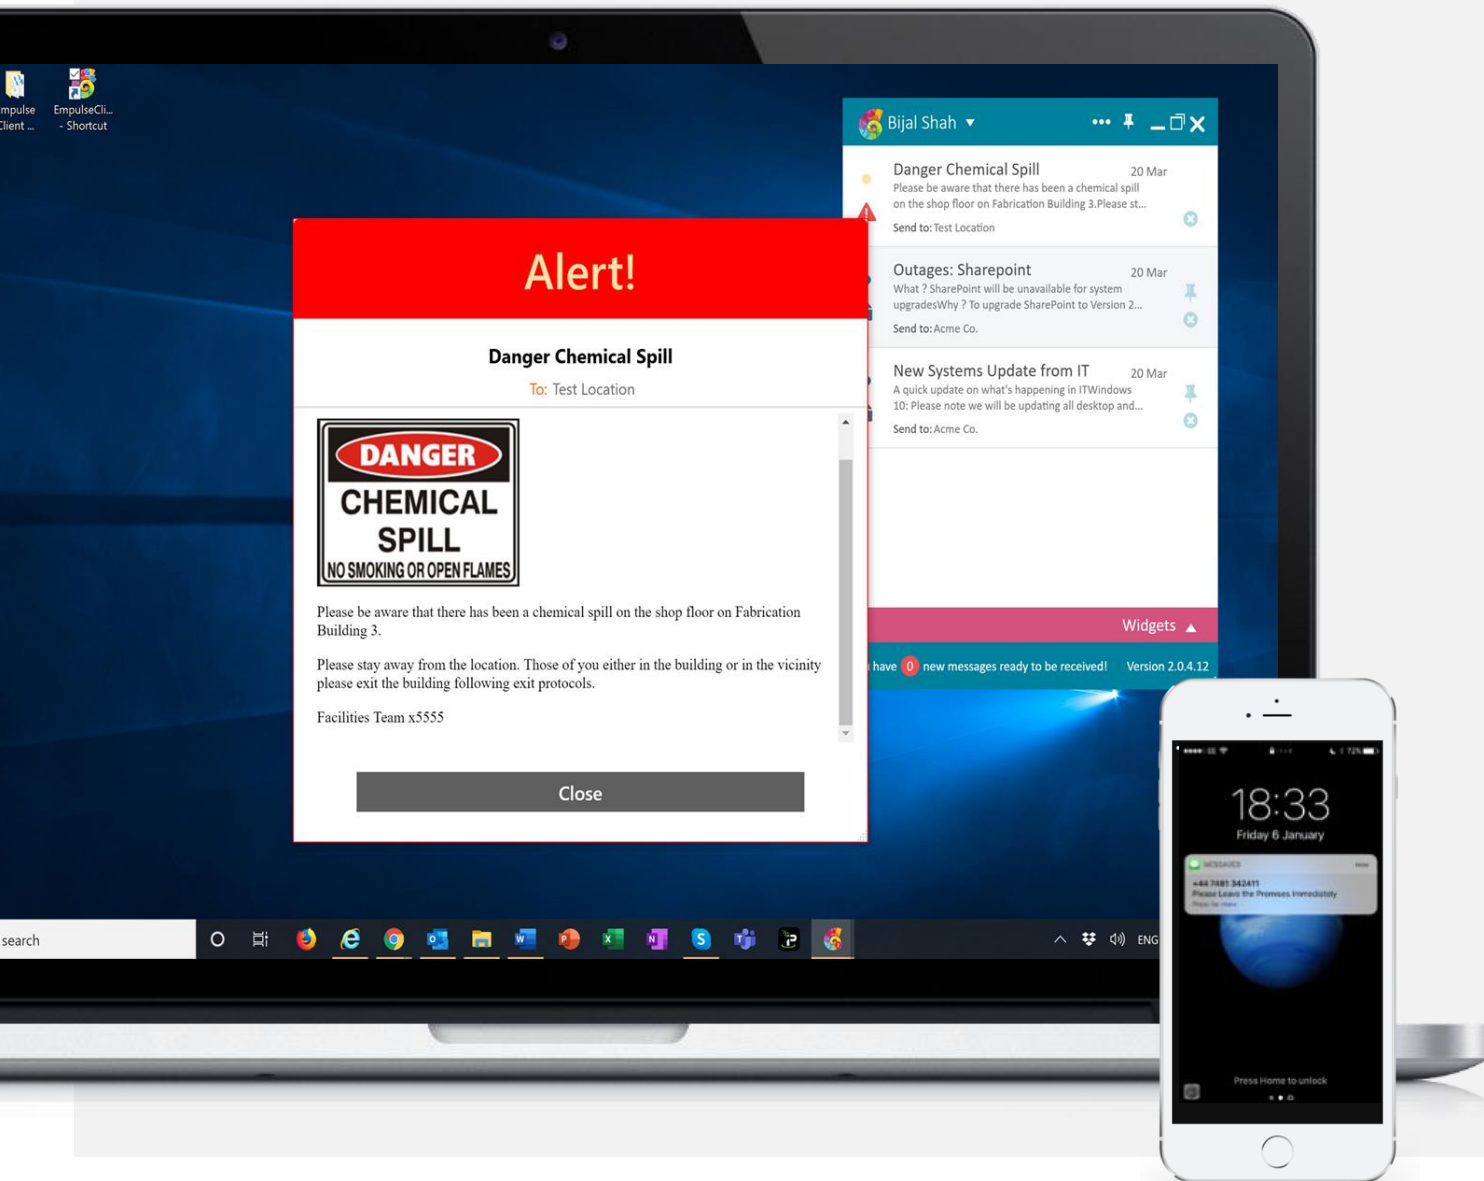 mpulse
Client ...
EmpulseCli...
- Shortcut
Bijal Shah
Danger Chemical Spill
20 Mar
Please be aware that there has been a chemical spill
on the shop floor on Fabrication Building 3.Please st...
Send to: Test Location
Outages: Sharepoint
20 Mar
What ? SharePoint will be unavailable for system
upgradesWhy ? To upgrade SharePoint to Version 2...
Send to: Acme Co.
New Systems Update from IT
20 Mar
A quick update on what's happening in ITWindows
10: Please note we will be updating all desktop and...
Send to: Acme Co.
Widgets
have 0 new messages ready to be received!
Version 2.0.4.12
Alert!
Danger Chemical Spill
To: Test Location
DANGER
CHEMICAL
SPILL
NO SMOKING OR OPEN FLAMES
Please be aware that there has been a chemical spill on the shop floor on Fabrication
Building 3.
Please stay away from the location. Those of you either in the building or in the vicinity
please exit the building following exit protocols.
Facilities Team x5555
Close
search
ENG
72%
18:33
Friday 6 January
MESSAGES
now
+44 7481 342411
Please Leave the Premises Immediately
Press for more
Press Home to unlock